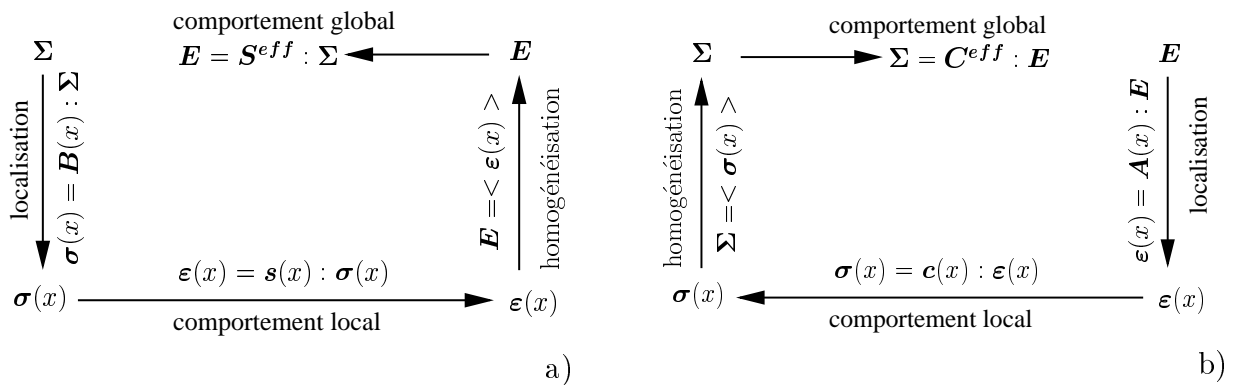 comportement global
Σ
E = S^{eff} : Σ
E
localisation
σ(x) = B(x) : Σ
E =< ε(x) >
homogénéisation
ε(x) = s(x) : σ(x)
σ(x)
ε(x)
comportement local
a)
comportement global
Σ
Σ = C^{eff} : E
E
homogénéisation
Σ =< σ(x) >
ε(x) = A(x) : E
localisation
σ(x) = c(x) : ε(x)
σ(x)
ε(x)
comportement local
b)